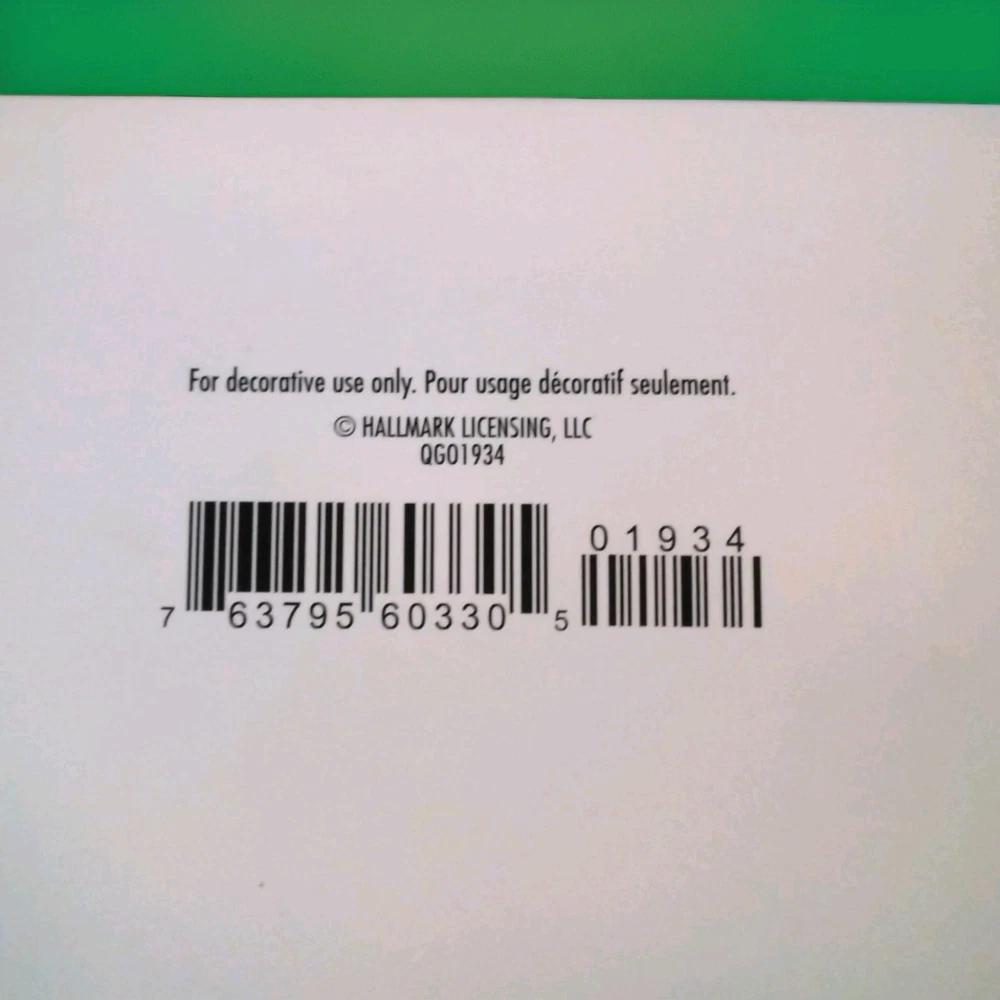 For decorative use only. Pour usage décoratif seulement.
© HALLMARK LICENSING, LLC
QGO1934
01934
7 63795 60330 5